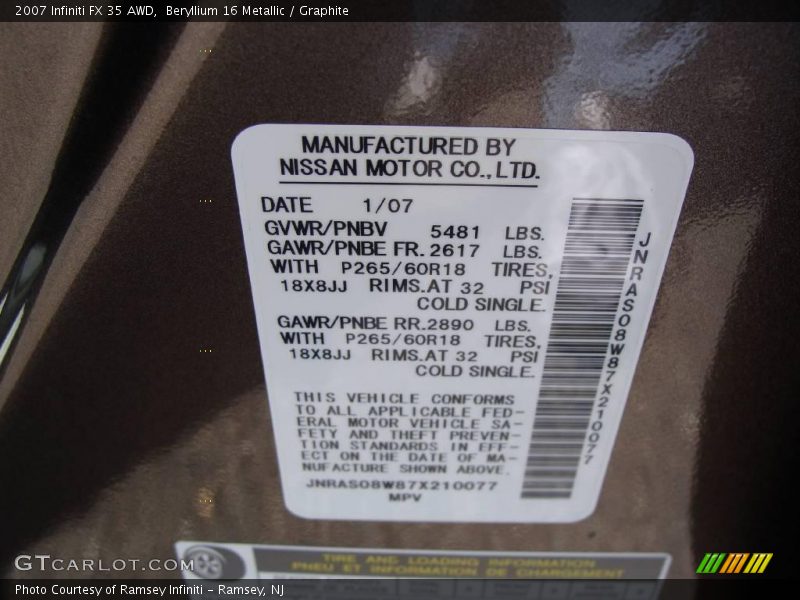 2007 Infiniti FX 35 AWD,  Beryllium 16 Metallic / Graphite
MANUFACTURED BY
NISSAN MOTOR CO.,LTD.
DATE 1/07
GVWR/PNBV 5481 LBS.
GAWR/PNBE FR. 2617 LBS.
WITH P265/60R18 TIRES,
18X8JJ RIMS.AT 32 PSI
COLD SINGLE.
GAWR/PNBE RR. 2890 LBS.
WITH P265/60R18 TIRES,
18X8JJ RIMS.AT 32 PSI
COLD SINGLE.
THIS VEHICLE CONFORMS
TO ALL APPLICABLE FED-
ERAL MOTOR VEHICLE SA-
FETY AND THEFT PREVEN-
TION STANDARDS IN EFF-
ECT ON THE DATE OF MA-
NUFACTURE SHOWN ABOVE.
JNRAS08W87X210077
MPV
JNRAS08W87X210077
TIRE AND LOADING INFORMATION
PNEU ET INFORMATION DE CHARGEMENT
GTCARLOT.COM
Photo Courtesy of Ramsey Infiniti - Ramsey, NJ